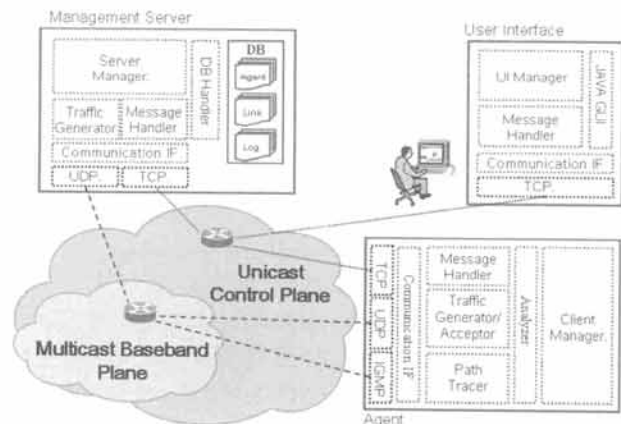 Management Server
Server
Manager.
DB Handler
DB
Agent
Link
Log
Traffic
Generator
Message
Handler
Communication IF
UDP.
TCP
User Interface
UI Manager
JAVA GUI
Message
Handler
Communication IF
TCP
Unicast
Control Plane
Multicast Baseband
Plane
TCP
UDP
IGMP
Communication IF
Message
Handler
Traffic
Generator/
Acceptor
Path
Tracer
Analyzer
Client
Manager.
Agent